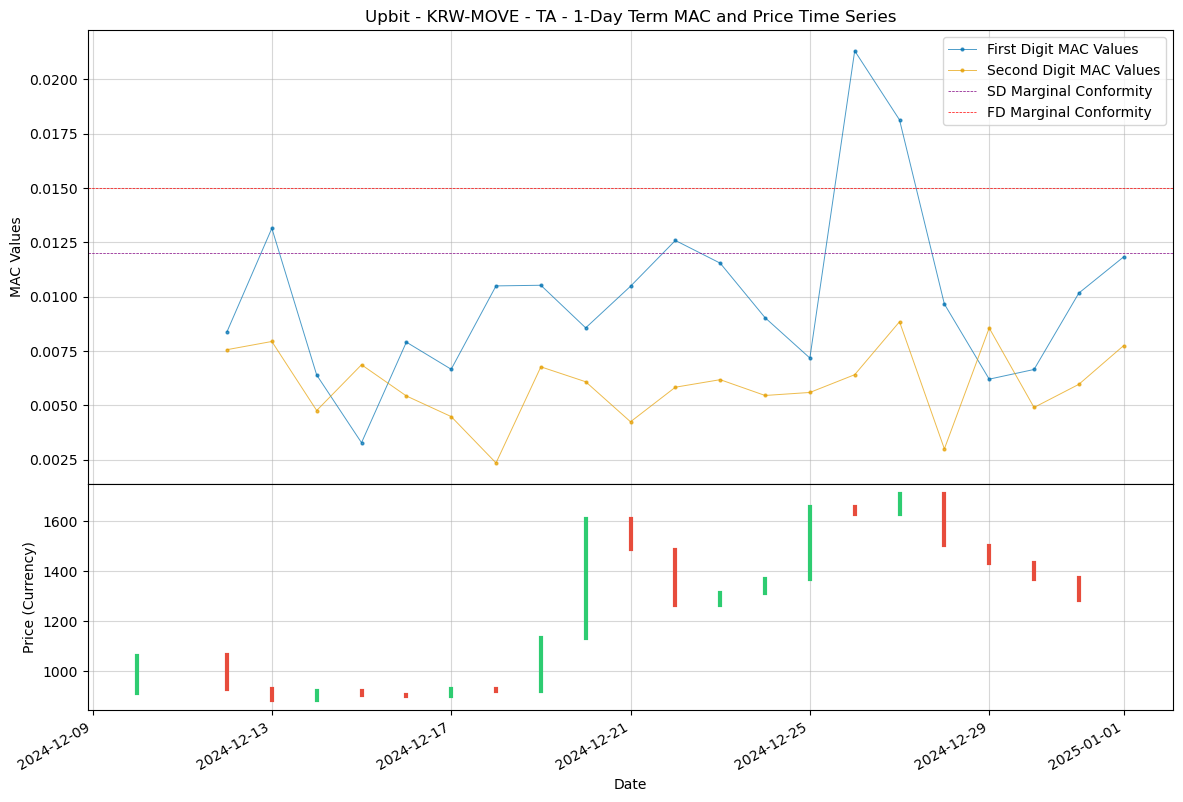 Upbit - KRW-MOVE - TA - 1-Day Term MAC and Price Time Series
First Digit MAC Values
Second Digit MAC Values
SD Marginal Conformity
FD Marginal Conformity
MAC Values
0.0200
0.0175
0.0150
0.0125
0.0100
0.0075
0.0050
0.0025
Price (Currency)
1600
1400
1200
1000
2024-12-09
2024-12-13
2024-12-17
2024-12-21
2024-12-25
2024-12-29
2025-01-01
Date